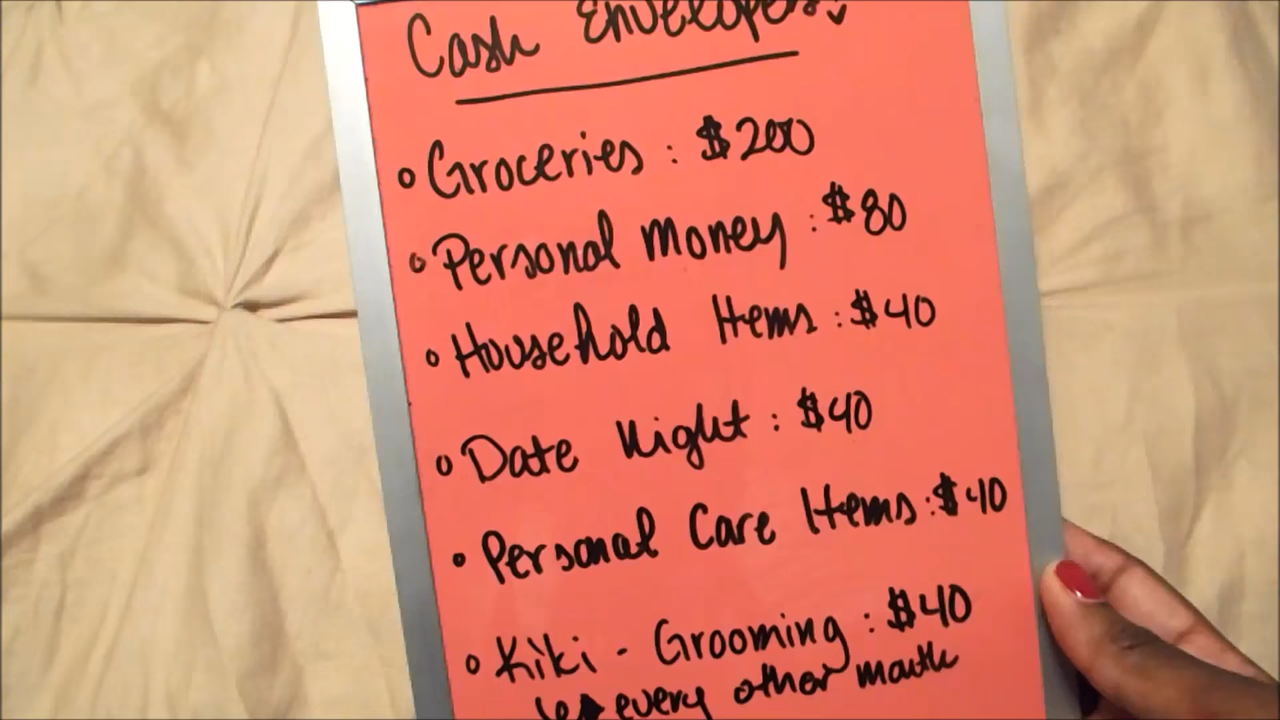 Cash Envelopes:
• Groceries : $200
• Personal Money : $80
• Household Items : $40
• Date Night : $40
• Personal Care Items : $40
• Kiki - Grooming : $40
↳ every other month